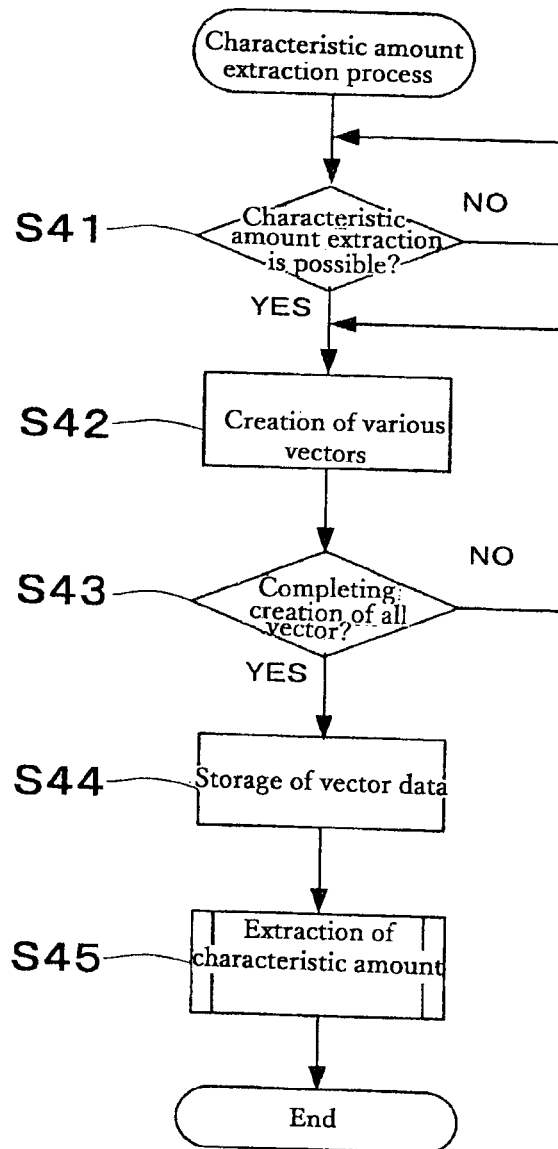 Characteristic amount
extraction process
S41
Characteristic
amount extraction
is possible?
NO
YES
S42
Creation of various
vectors
S43
Completing
creation of all
vector?
NO
YES
S44
Storage of vector data
S45
Extraction of
characteristic amount
End